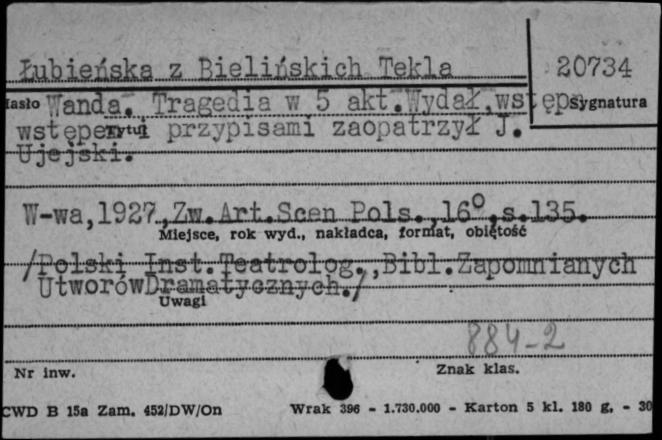 Łubieńska z Bielińskich Tekla 20734
Hasło Wanda. Tragedia w 5 akt. Wydał, wstęp Sygnatura
wstępem Tytuł i przypisami zaopatrzył J.
Ujejski.
W-wa, 1927, Zw. Art. Scen Pols., 16°, s. 135.
Miejsce, rok wyd., nakładca, format, objętość
/Polski Inst. Teatrolog., Bibl. Zapomnianych
Utworów Dramatycznych./
Uwagi
884-2
Nr inw. Znak klas.
CWD B 15a Zam. 452/DW/On Wrak 396 - 1.730.000 - Karton 5 kl. 180 g, - 30